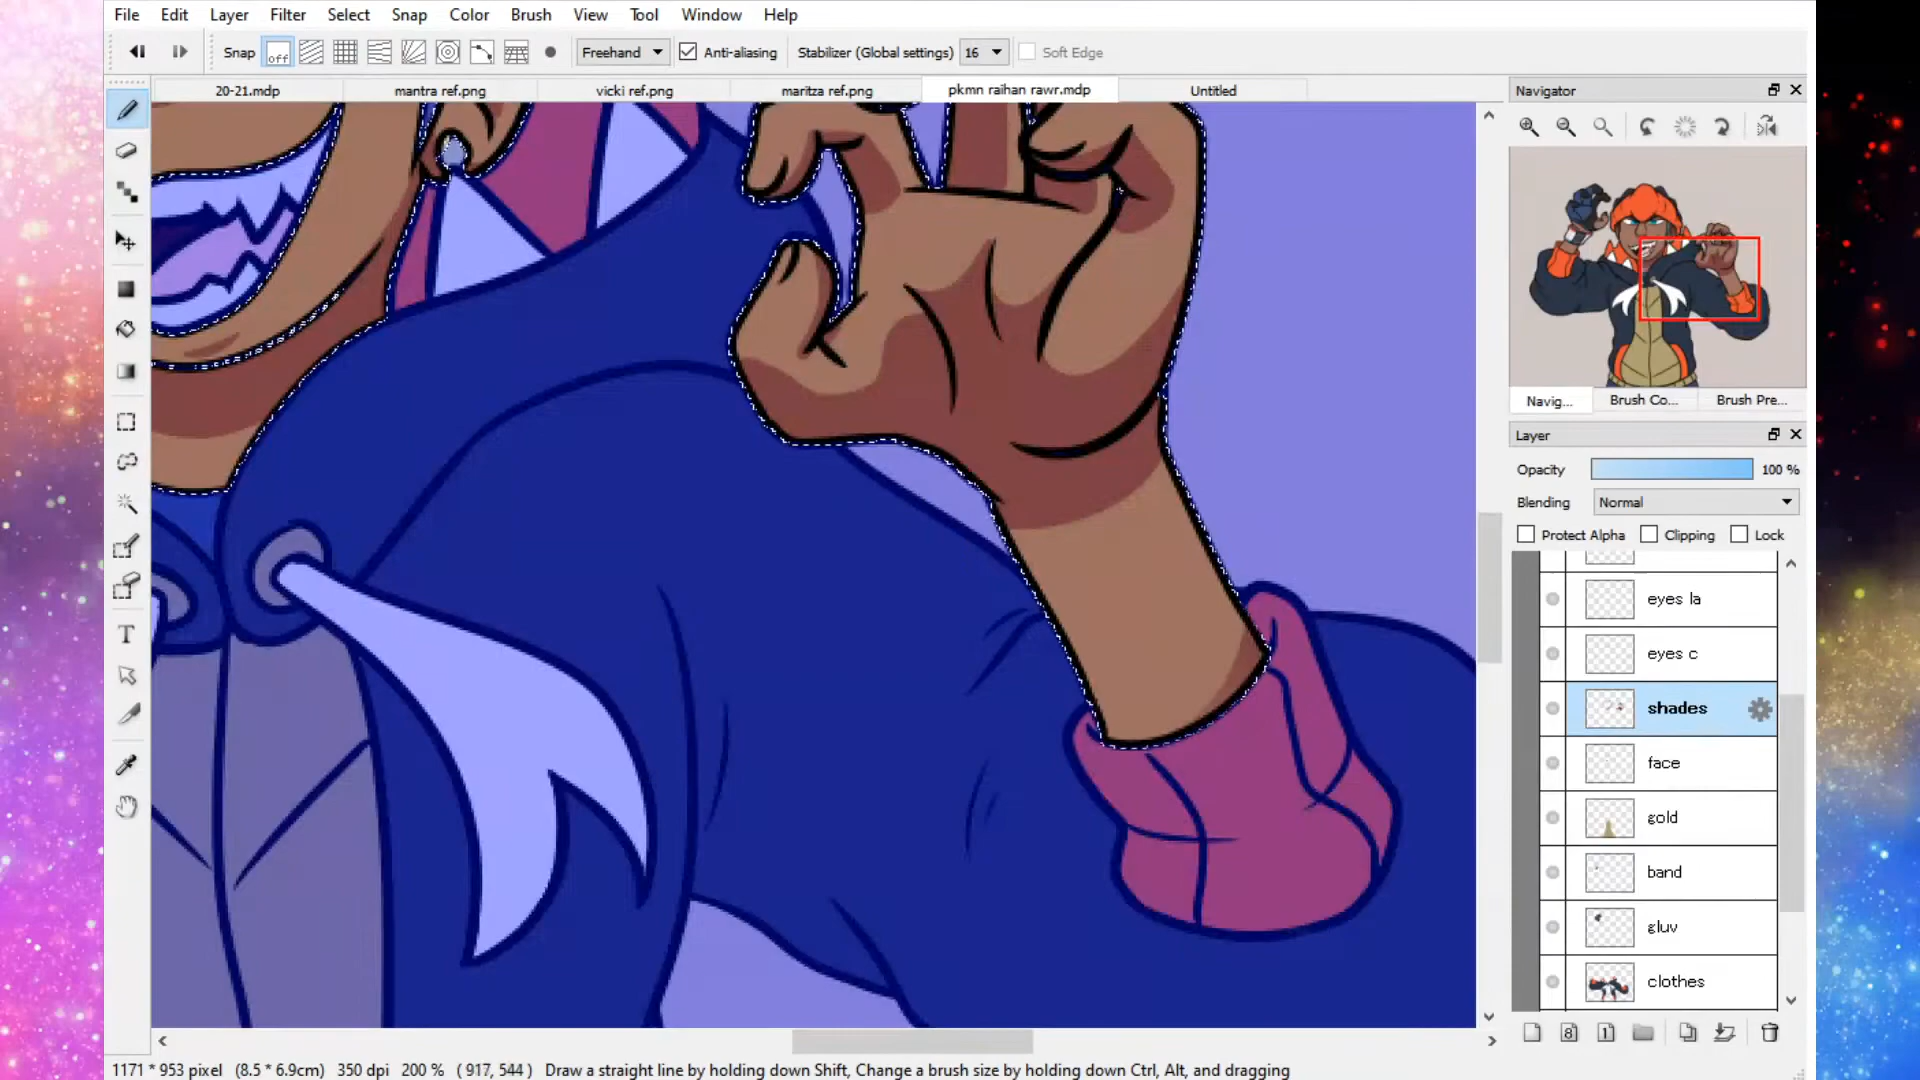 File Edit Layer Filter Select Snap Color Brush View Tool Window Help
Snap off Freehand Anti-aliasing Stabilizer (Global settings) 16 Soft Edge
20-21.mdp mantra ref.png vicki ref.png maritza ref.png pkmn raihan rawr.mdp Untitled
Navigator
Navig... Brush Co... Brush Pre...
Layer
Opacity 100 %
Blending Normal
Protect Alpha Clipping Lock
eyes la
eyes c
shades
face
gold
band
gluv
clothes
T
8 1
1171 * 953 pixel (8.5 * 6.9cm) 350 dpi 200 % ( 917, 544 ) Draw a straight line by holding down Shift, Change a brush size by holding down Ctrl, Alt, and dragging